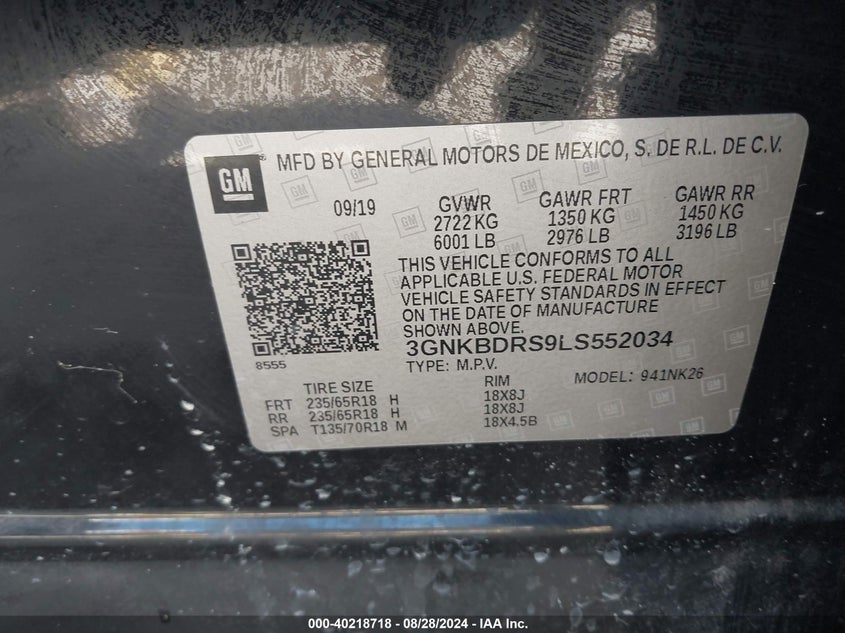 GM ® MFD BY GENERAL MOTORS DE MEXICO, S. DE R.L. DE C.V.
09/19
GVWR GAWR FRT GAWR RR
2722 KG 1350 KG 1450 KG
6001 LB 2976 LB 3196 LB
THIS VEHICLE CONFORMS TO ALL
APPLICABLE U.S. FEDERAL MOTOR
VEHICLE SAFETY STANDARDS IN EFFECT
ON THE DATE OF MANUFACTURE
SHOWN ABOVE.
8555
3GNKBDRS9LS552034
TYPE: M.P.V.
MODEL: 941NK26
TIRE SIZE RIM
FRT 235/65R18 H 18X8J
RR 235/65R18 H 18X8J
SPA T135/70R18 M 18X4.5B
000-40218718 - 08/28/2024 - IAA Inc.